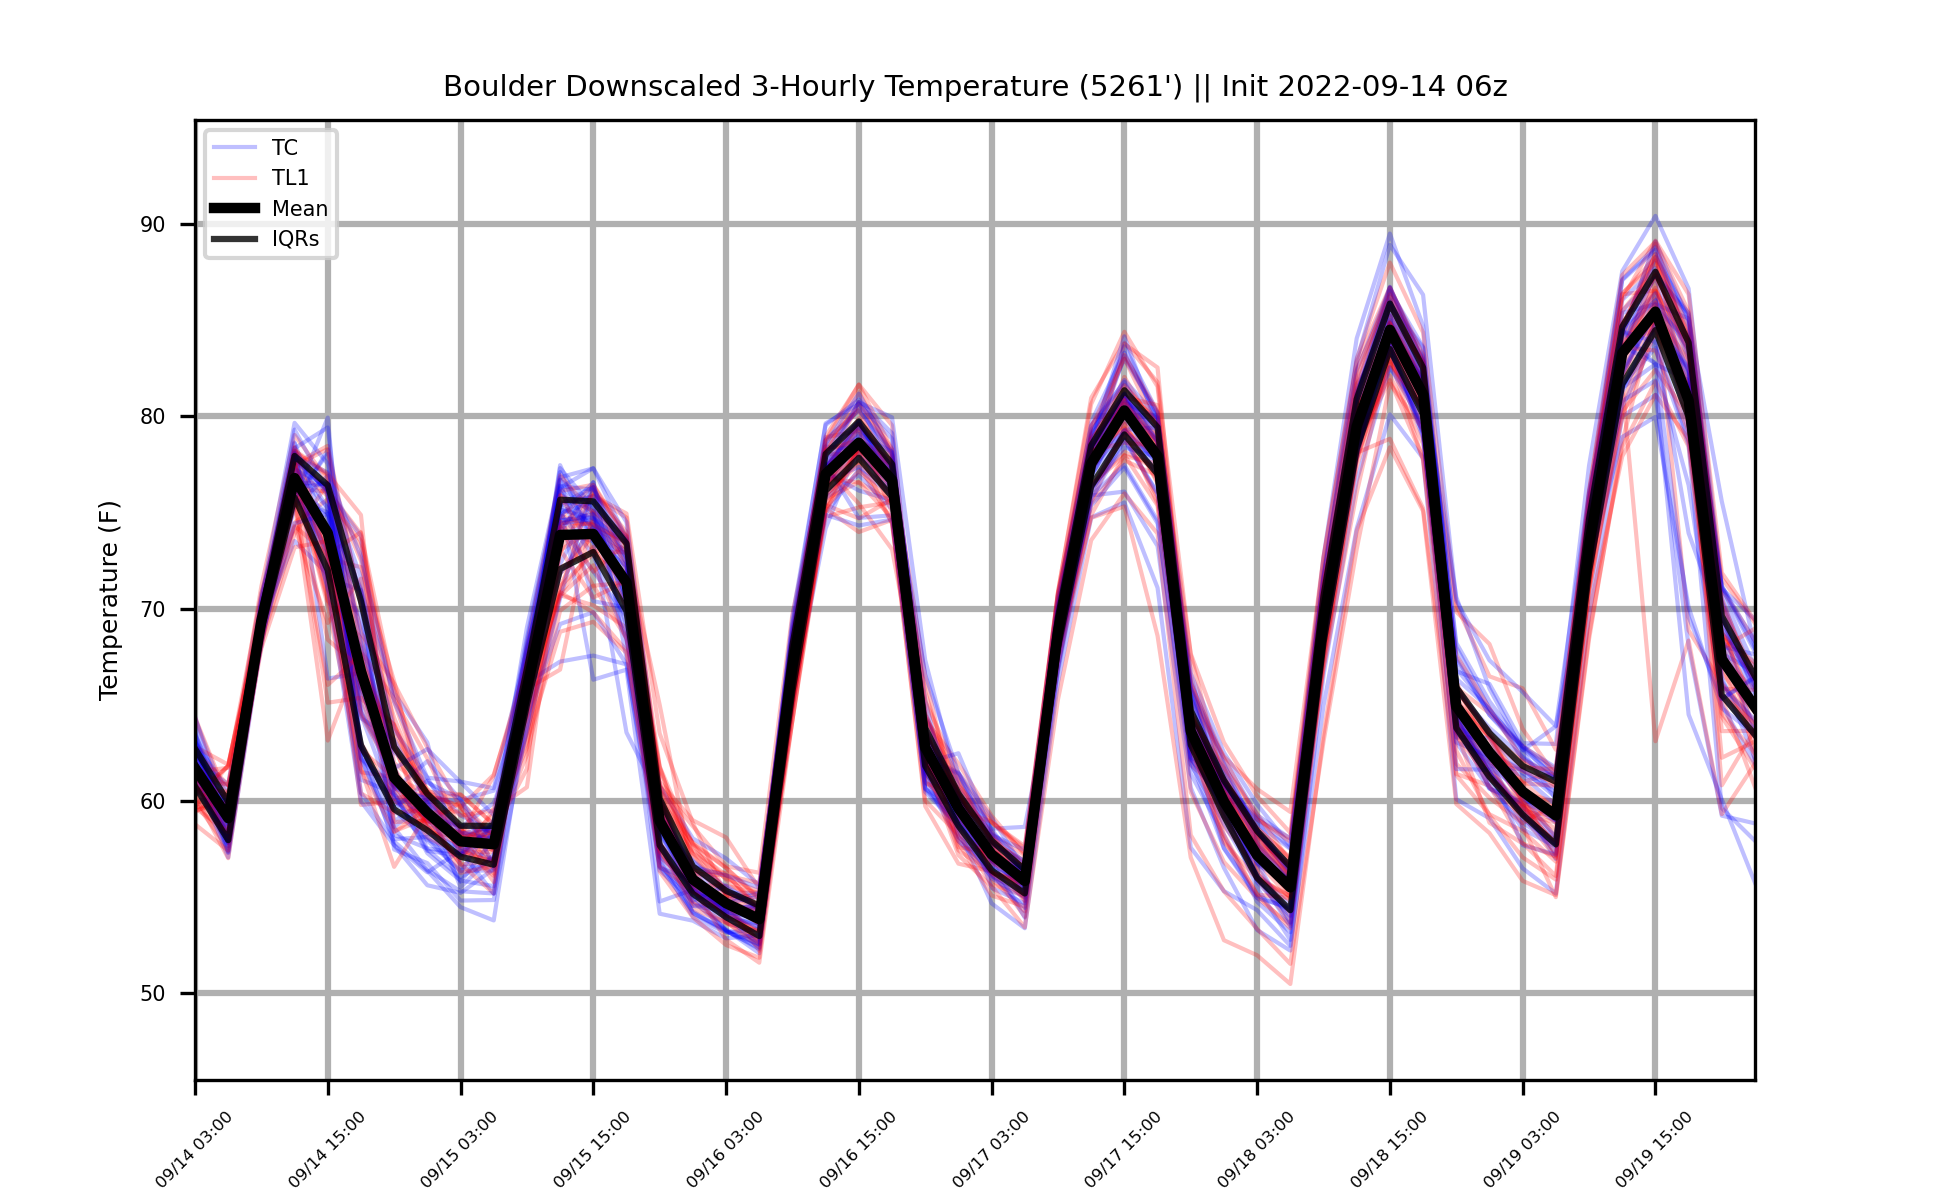 Boulder Downscaled 3-Hourly Temperature (5261') || Init 2022-09-14 06z
TC
TL1
Mean
IQRs
Temperature (F)
90
80
70
60
50
09/14 03:00
09/14 15:00
09/15 03:00
09/15 15:00
09/16 03:00
09/16 15:00
09/17 03:00
09/17 15:00
09/18 03:00
09/18 15:00
09/19 03:00
09/19 15:00